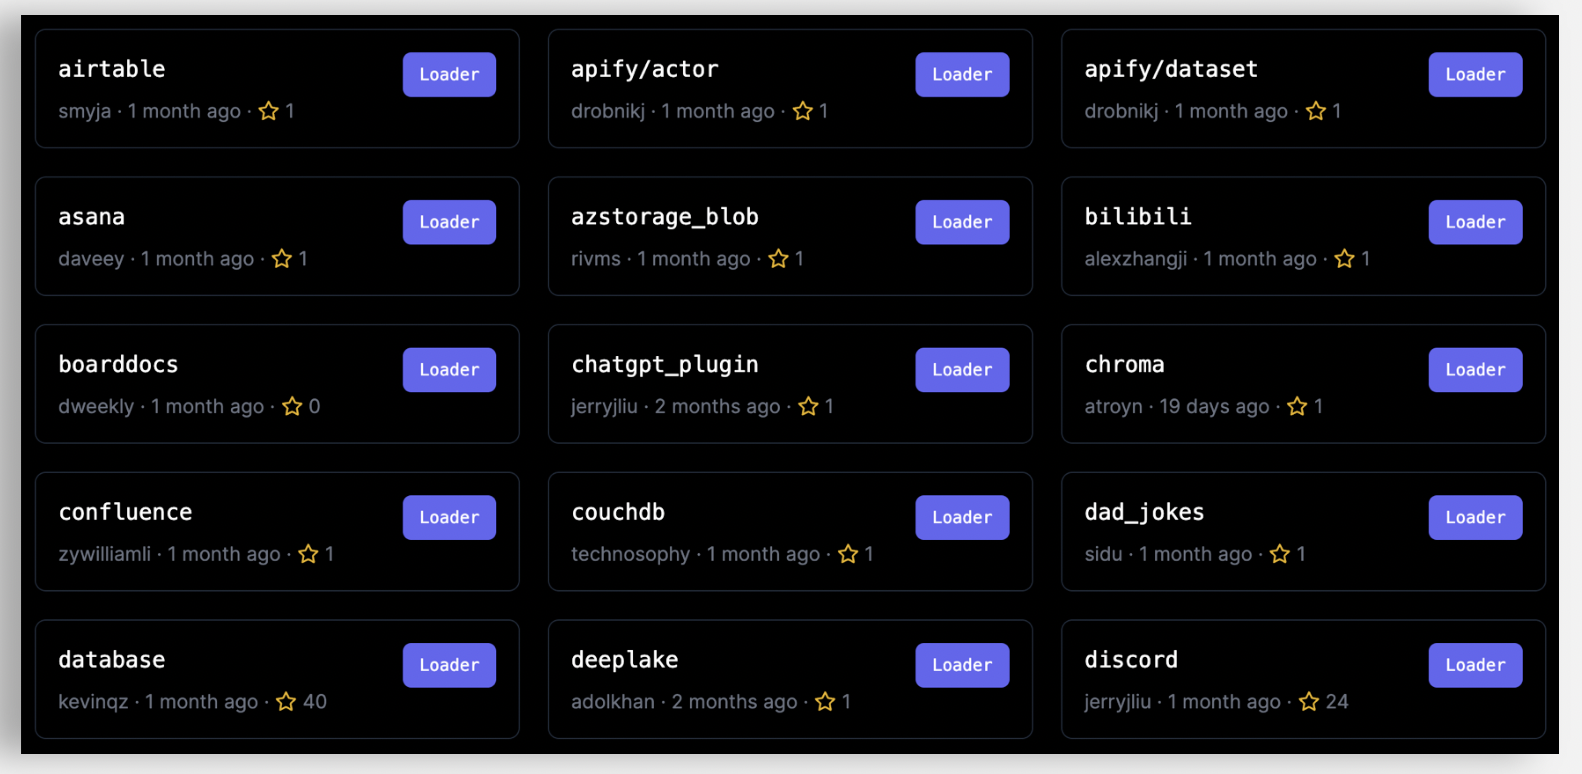 airtable
Loader
smyja · 1 month ago · 1
apify/actor
Loader
drobnikj · 1 month ago · 1
apify/dataset
Loader
drobnikj · 1 month ago · 1
asana
Loader
daveey · 1 month ago · 1
azstorage_blob
Loader
rivms · 1 month ago · 1
bilibili
Loader
alexzhangji · 1 month ago · 1
boarddocs
Loader
dweekly · 1 month ago · 0
chatgpt_plugin
Loader
jerryjliu · 2 months ago · 1
chroma
Loader
atroyn · 19 days ago · 1
confluence
Loader
zywilliamli · 1 month ago · 1
couchdb
Loader
technosophy · 1 month ago · 1
dad_jokes
Loader
sidu · 1 month ago · 1
database
Loader
kevinqz · 1 month ago · 40
deeplake
Loader
adolkhan · 2 months ago · 1
discord
Loader
jerryjliu · 1 month ago · 24